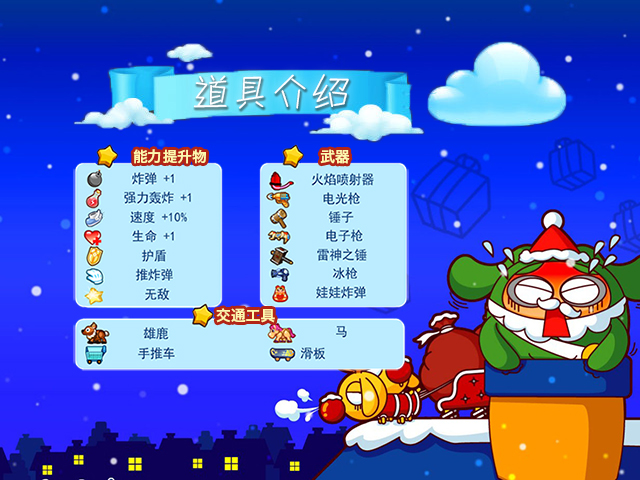 道具介绍
能力提升物
炸弹 +1
强力轰炸 +1
速度 +10%
生命 +1
护盾
推炸弹
无敌
武器
火焰喷射器
电光枪
锤子
电子枪
雷神之锤
冰枪
娃娃炸弹
交通工具
雄鹿
马
手推车
滑板